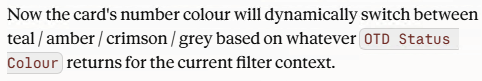 Now the card's number colour will dynamically switch between
teal / amber / crimson / grey based on whatever OTD Status
Colour returns for the current filter context.